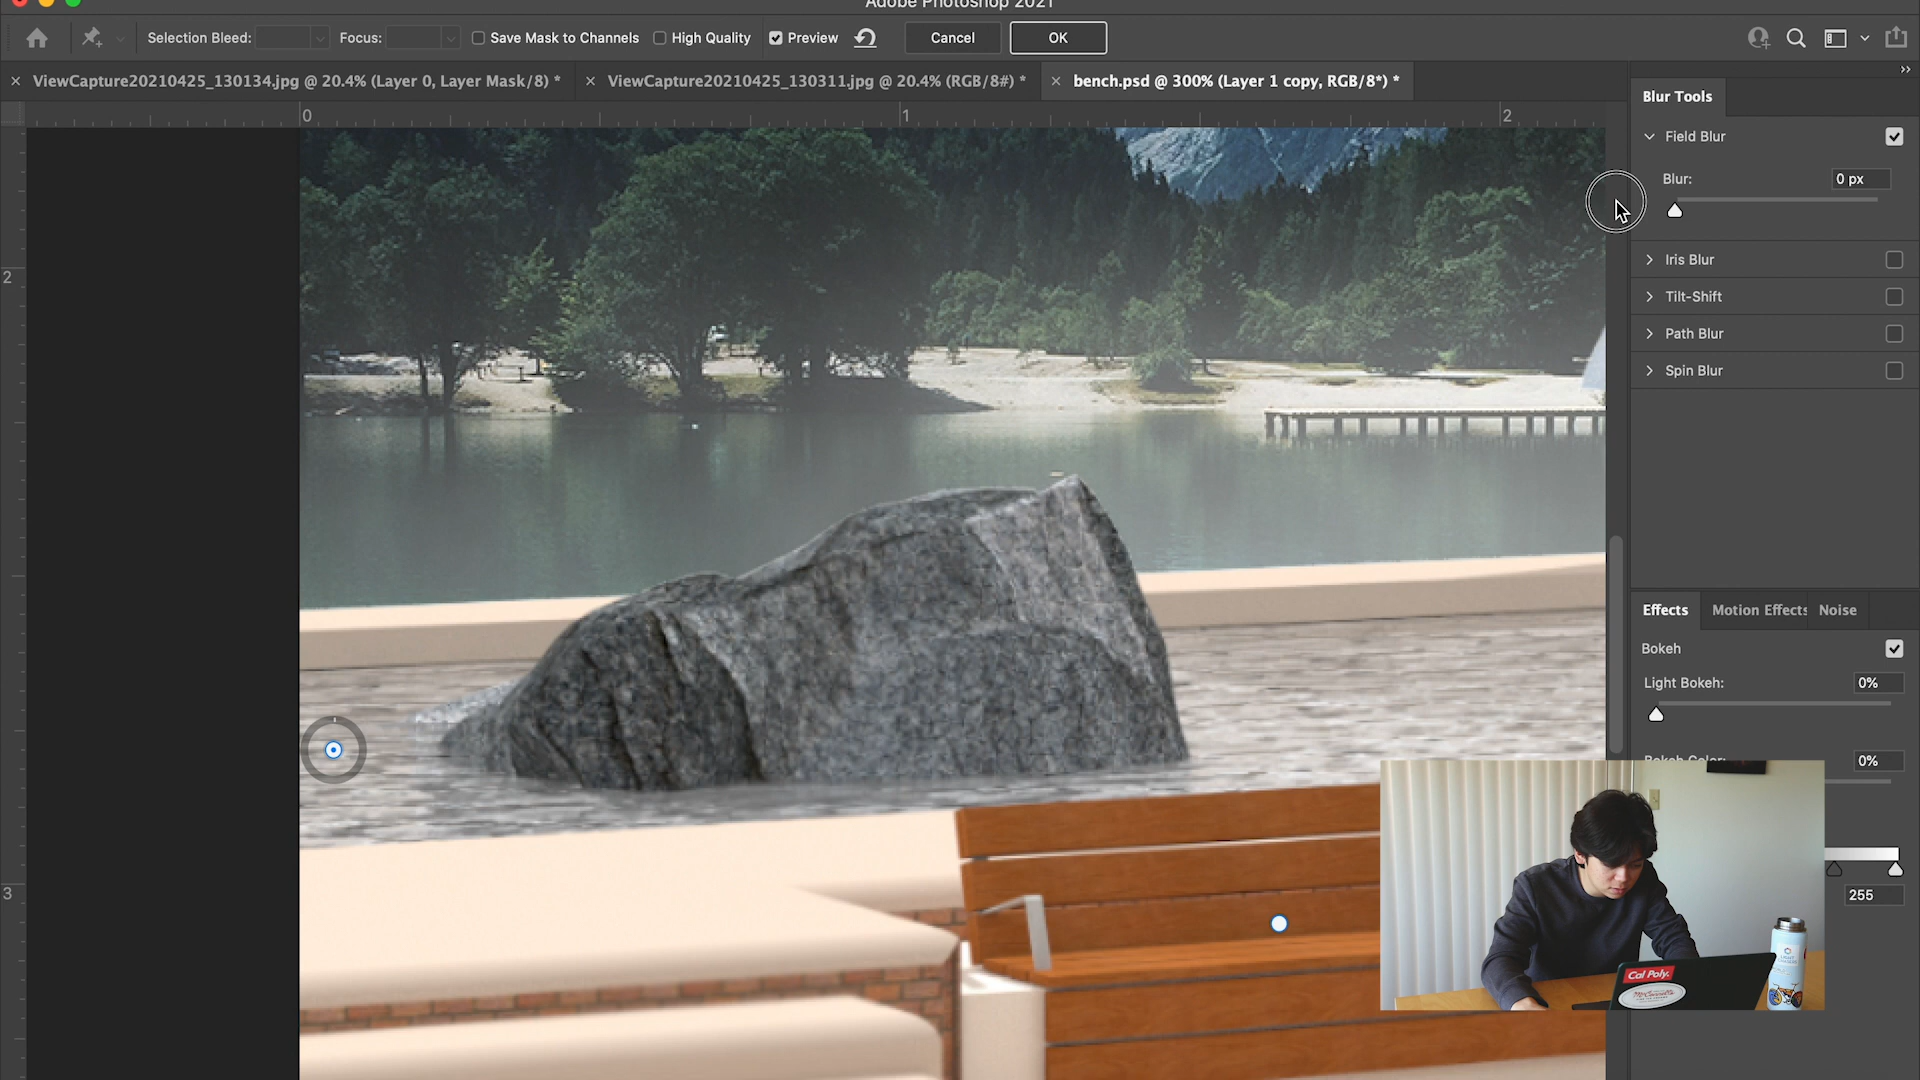 Adobe Photoshop 2021
Selection Bleed: Focus: Save Mask to Channels High Quality Preview Cancel OK
ViewCapture20210425_130134.jpg @ 20.4% (Layer 0, Layer Mask/8) * ViewCapture20210425_130311.jpg @ 20.4% (RGB/8#) * bench.psd @ 300% (Layer 1 copy, RGB/8*) *
0 1 2
Blur Tools
Field Blur
Blur: 0 px
Iris Blur
Tilt-Shift
Path Blur
Spin Blur
2
3
Effects Motion Effects Noise
Bokeh
Light Bokeh: 0%
Bokeh Color: 0%
255
Cal Poly.